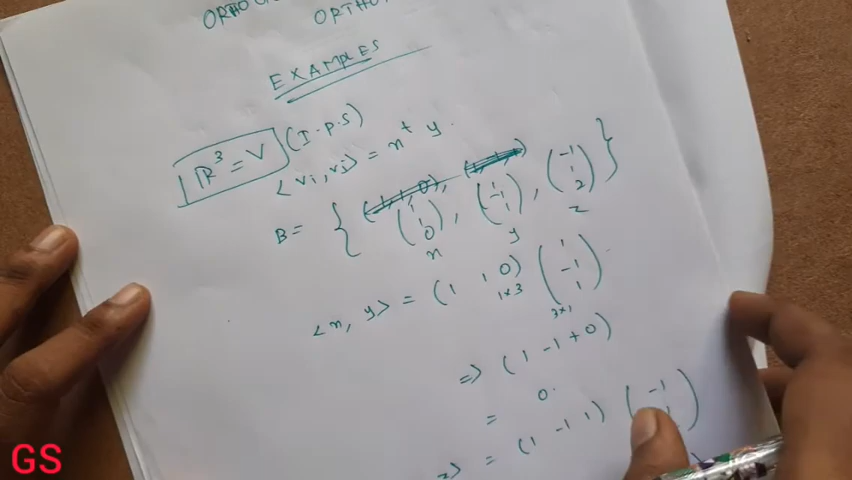 ORTHO
ORTHO
EXAMPLES
ℝ³ = V (I.P.S)
<vi, vj> = xᵗ y.
B = { (1 1 0), (1 -1 1), (-1 1 2) }
x y z
<x, y> = (1 1 0) (1 -1 1)
1×3 3×1
=> (1 -1 + 0)
= 0.
z> = (1 -1 1) (-1
GS